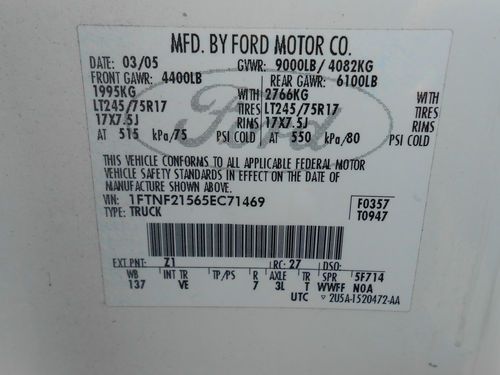 MFD. BY FORD MOTOR CO.
DATE: 03/05 GVWR: 9000LB/ 4082KG
FRONT GAWR: 4400LB REAR GAWR: 6100LB
1995KG WITH 2766KG WITH
LT245/75R17 TIRES LT245/75R17 TIRES
17X7.5J RIMS 17X7.5J RIMS
AT 515 kPa/75 PSI COLD AT 550 kPa/80 PSI COLD
Ford
THIS VEHICLE CONFORMS TO ALL APPLICABLE FEDERAL MOTOR
VEHICLE SAFETY STANDARDS IN EFFECT ON THE DATE OF
MANUFACTURE SHOWN ABOVE.
VIN: 1FTNF21565EC71469 F0357
TYPE: TRUCK T0947
EXT PNT: Z1 RC: 27 DSO:
WB INT TR TP/PS R AXLE TR SPR 5F714
137 VE 7 3L T WWFF N0A
UTC ▽ 2U5A-1520472-AA